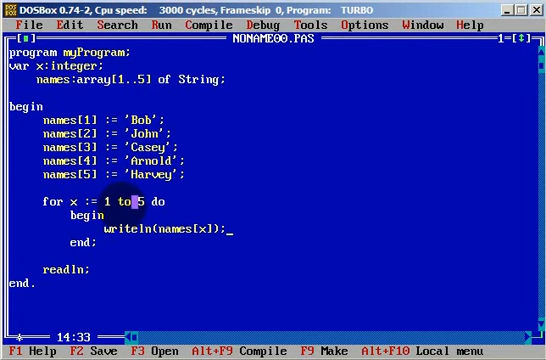 DOSBox 0.74-2, Cpu speed: 3000 cycles, Frameskip 0, Program: TURBO
File Edit Search Run Compile Debug Tools Options Window Help
NONAME00.PAS 1=[↕]
program myProgram;
var x:integer;
names:array[1..5] of String;
begin
names[1] := 'Bob';
names[2] := 'John';
names[3] := 'Casey';
names[4] := 'Arnold';
names[5] := 'Harvey';
for x := 1 to 5 do
begin
writeln(names[x]);
end;
readln;
end.
14:33
F1 Help F2 Save F3 Open Alt+F9 Compile F9 Make Alt+F10 Local menu